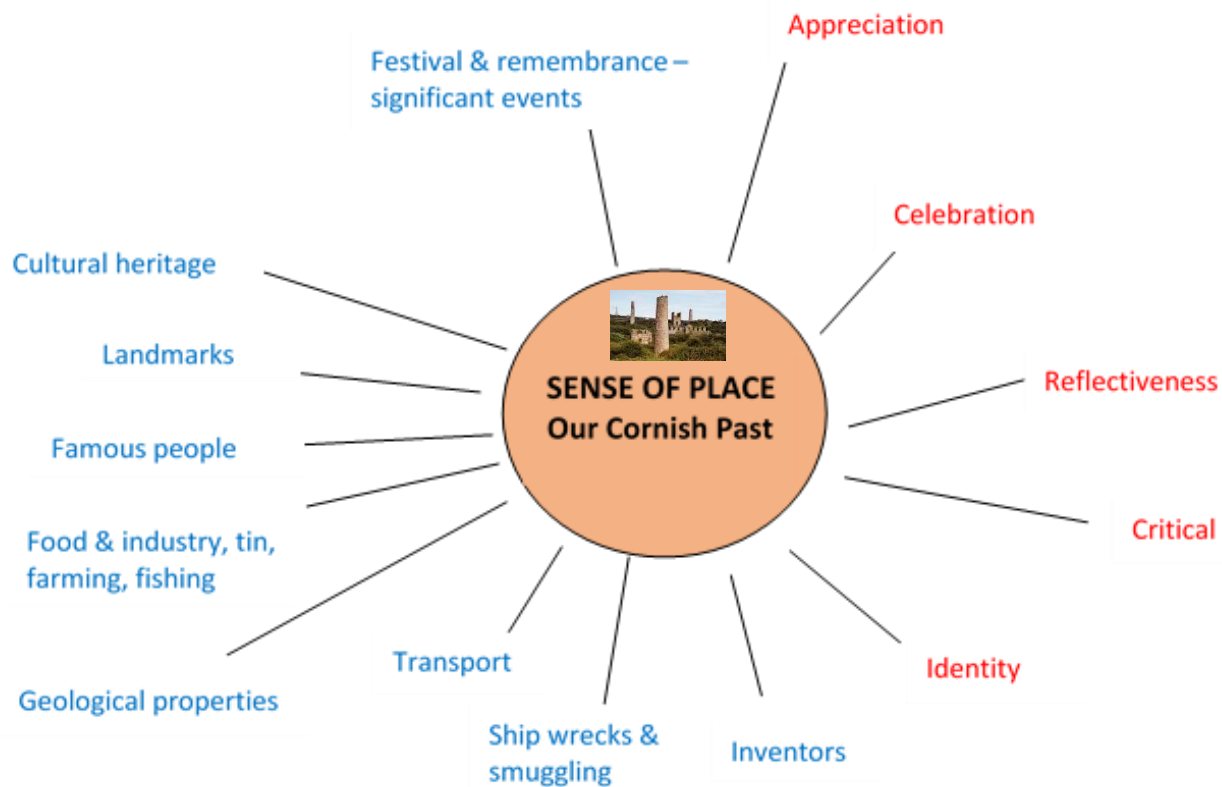 Appreciation
Festival & remembrance –
significant events
Celebration
Cultural heritage
Landmarks
SENSE OF PLACE
Our Cornish Past
Reflectiveness
Famous people
Critical
Food & industry, tin,
farming, fishing
Transport
Identity
Geological properties
Ship wrecks &
smuggling
Inventors